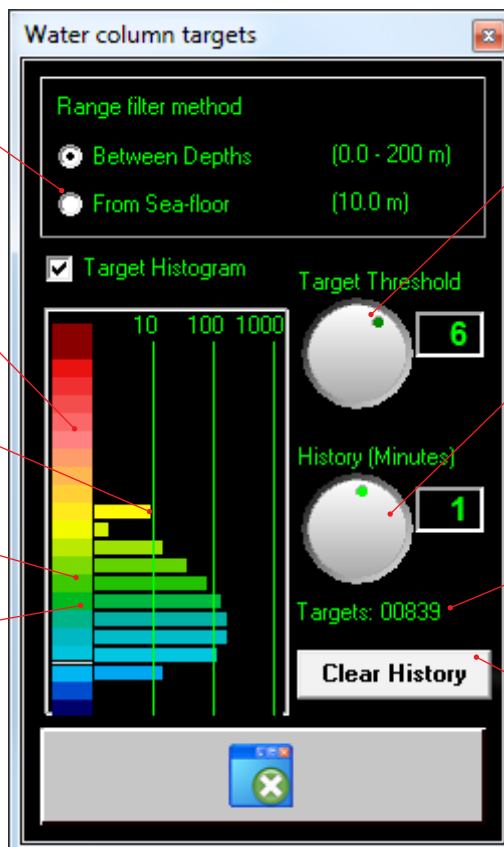 Water column targets
Range filter method
Between Depths (0.0 - 200 m)
From Sea-floor (10.0 m)
Target Histogram
Target Threshold
10 100 1000
6
History (Minutes)
1
Targets: 00839
Clear History